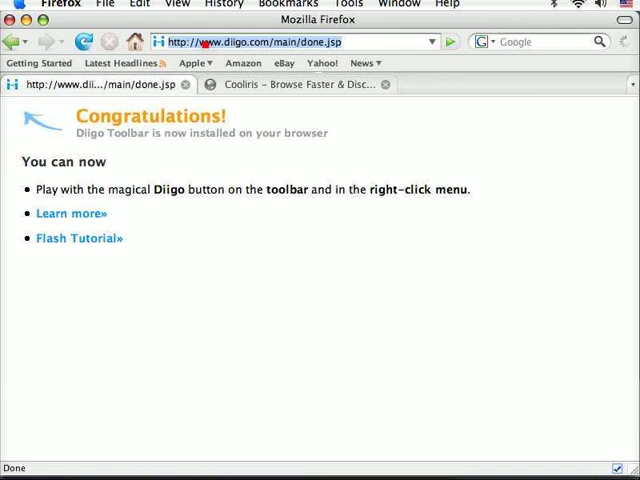 Firefox File Edit View History Bookmarks Tools Window Help
Mozilla Firefox
http://www.diigo.com/main/done.jsp
Google
Getting Started Latest Headlines Apple Amazon eBay Yahoo! News
http://www.dii.../main/done.jsp Cooliris - Browse Faster & Disc...
Congratulations!
Diigo Toolbar is now installed on your browser
You can now
• Play with the magical Diigo button on the toolbar and in the right-click menu.
• Learn more»
• Flash Tutorial»
Done